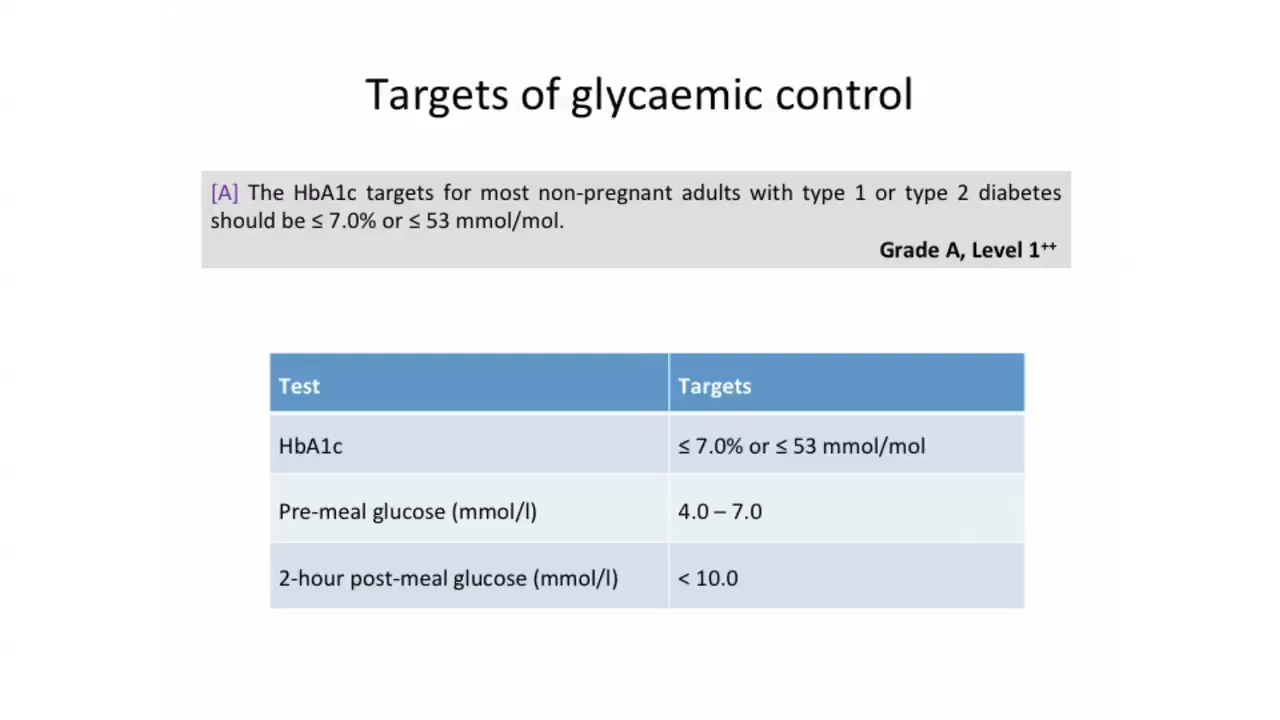 Targets of glycaemic control
[A] The HbA1c targets for most non-pregnant adults with type 1 or type 2 diabetes
should be ≤ 7.0% or ≤ 53 mmol/mol.
Grade A, Level 1++
Test Targets
HbA1c ≤ 7.0% or ≤ 53 mmol/mol
Pre-meal glucose (mmol/l) 4.0 – 7.0
2-hour post-meal glucose (mmol/l) < 10.0